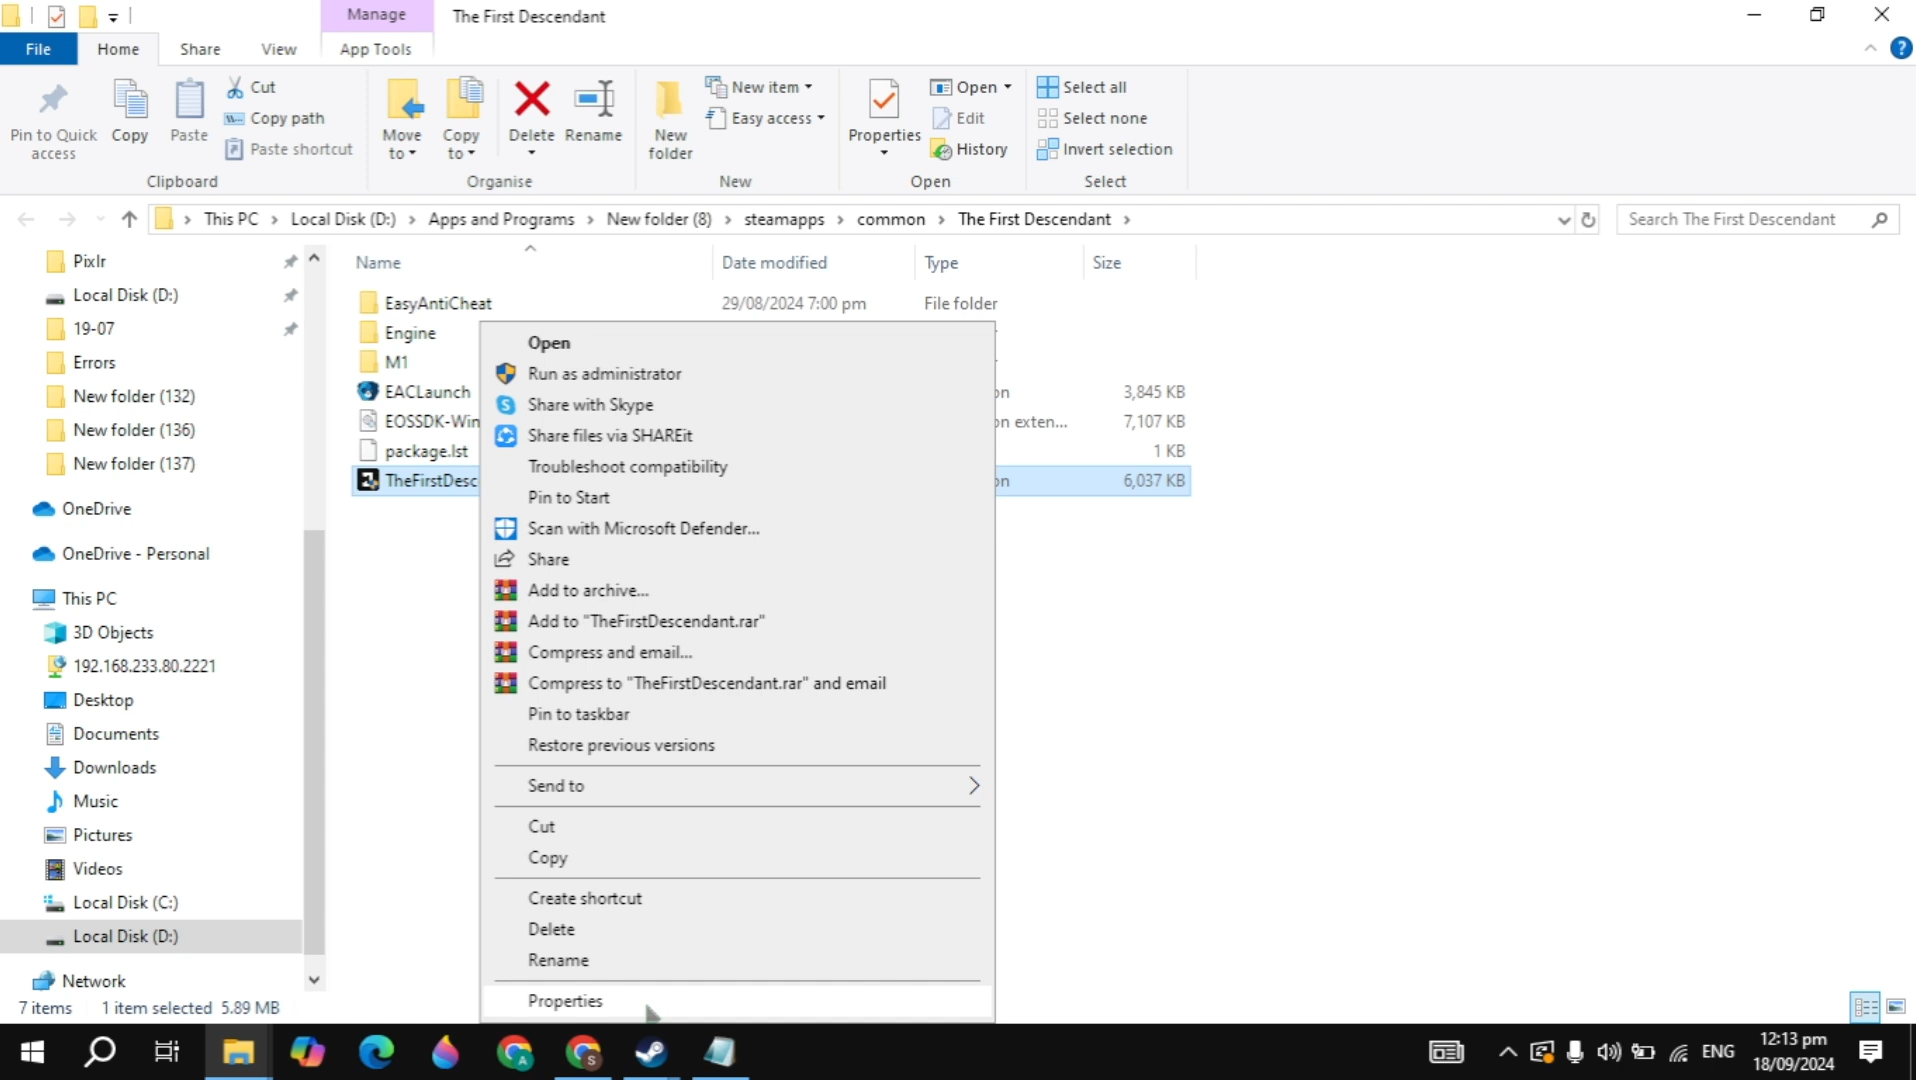 Manage
The First Descendant
File
Home
Share
View
App Tools
Pin to Quick access
Copy
Paste
Cut
Copy path
Paste shortcut
Clipboard
Move to
Copy to
Delete
Rename
Organise
New folder
New item
Easy access
New
Properties
Open
Edit
History
Open
Select all
Select none
Invert selection
Select
This PC > Local Disk (D:) > Apps and Programs > New folder (8) > steamapps > common > The First Descendant >
Search The First Descendant
Name
Date modified
Type
Size
Pixlr
Local Disk (D:)
19-07
Errors
New folder (132)
New folder (136)
New folder (137)
OneDrive
OneDrive - Personal
This PC
3D Objects
192.168.233.80.2221
Desktop
Documents
Downloads
Music
Pictures
Videos
Local Disk (C:)
Local Disk (D:)
Network
EasyAntiCheat 29/08/2024 7:00 pm File folder
Engine
M1
EACLaunch on 3,845 KB
EOSSDK-Win on exten... 7,107 KB
package.lst 1 KB
TheFirstDesc on 6,037 KB
Open
Run as administrator
Share with Skype
Share files via SHAREit
Troubleshoot compatibility
Pin to Start
Scan with Microsoft Defender...
Share
Add to archive...
Add to "TheFirstDescendant.rar"
Compress and email...
Compress to "TheFirstDescendant.rar" and email
Pin to taskbar
Restore previous versions
Send to
Cut
Copy
Create shortcut
Delete
Rename
Properties
7 items 1 item selected 5.89 MB
ENG
12:13 pm
18/09/2024